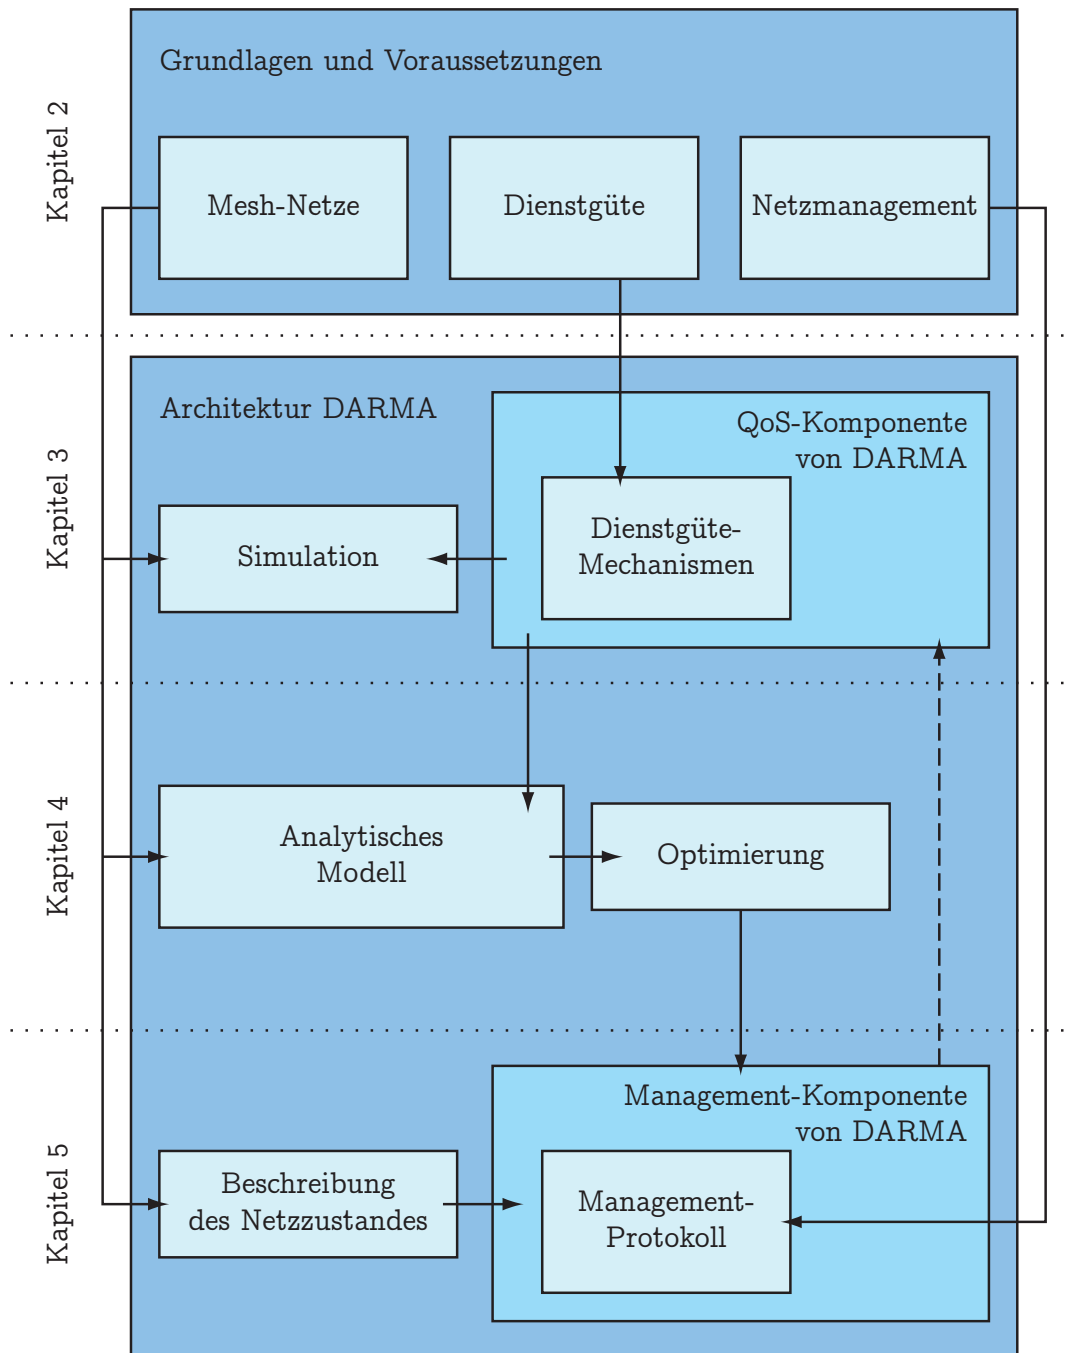 Kapitel 2
Grundlagen und Voraussetzungen
Mesh-Netze
Dienstgüte
Netzmanagement
Kapitel 3
Architektur DARMA
QoS-Komponente
von DARMA
Simulation
Dienstgüte-
Mechanismen
Kapitel 4
Analytisches
Modell
Optimierung
Kapitel 5
Management-Komponente
von DARMA
Beschreibung
des Netzzustandes
Management-
Protokoll